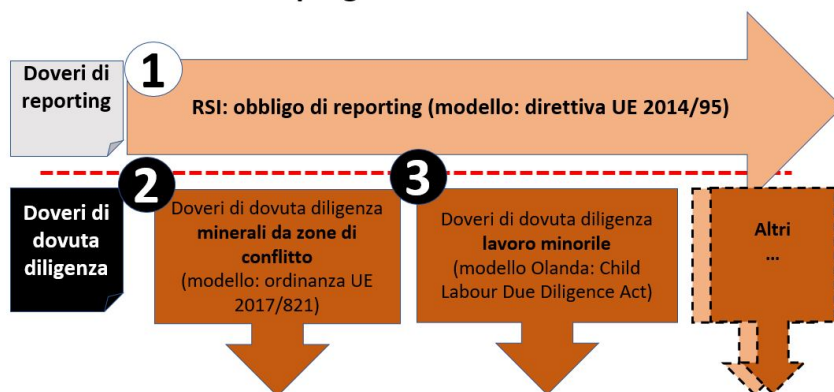 Doveri di
reporting
1
RSI: obbligo di reporting (modello: direttiva UE 2014/95)
Doveri di
dovuta
diligenza
2
Doveri di dovuta diligenza
minerali da zone di
conflitto
(modello: ordinanza UE
2017/821)
3
Doveri di dovuta diligenza
lavoro minorile
(modello Olanda: Child
Labour Due Diligence Act)
Altri
...